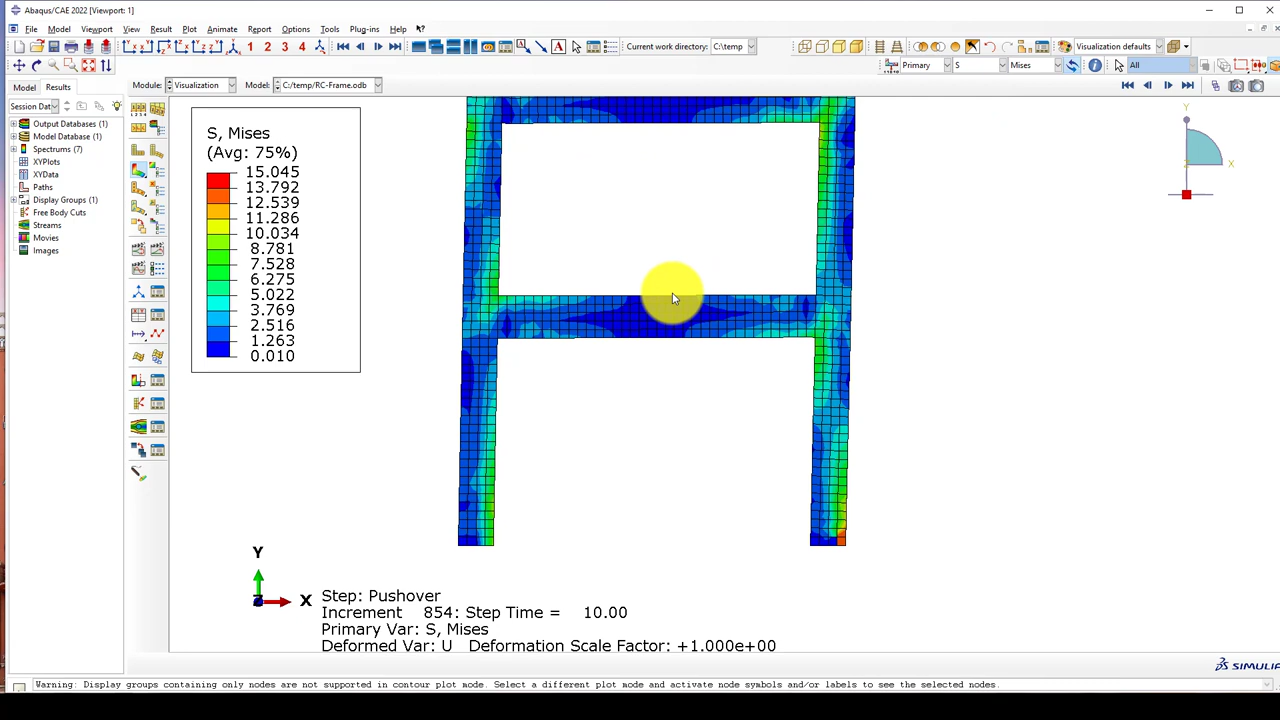 Abaqus/CAE 2022 [Viewport: 1]
File Model Viewport View Result Plot Animate Report Options Tools Plug-ins Help
1 2 3 4 A Current work directory: C:\temp Visualization defaults
Primary S Mises All
Model Results Module: Visualization Model: C:/temp/RC-Frame.odb
Session Dat
Output Databases (1)
Model Database (1)
Spectrums (7)
XYPlots
XYData
Paths
Display Groups (1)
Free Body Cuts
Streams
Movies
Images
S, Mises
(Avg: 75%)
15.045
13.792
12.539
11.286
10.034
8.781
7.528
6.275
5.022
3.769
2.516
1.263
0.010
Y
X
Y
X
Step: Pushover
Increment 854: Step Time = 10.00
Primary Var: S, Mises
Deformed Var: U Deformation Scale Factor: +1.000e+00
SIMULIA
Warning: Display groups containing only nodes are not supported in contour plot mode. Select a different plot mode and activate node symbols and/or labels to see the selected nodes.